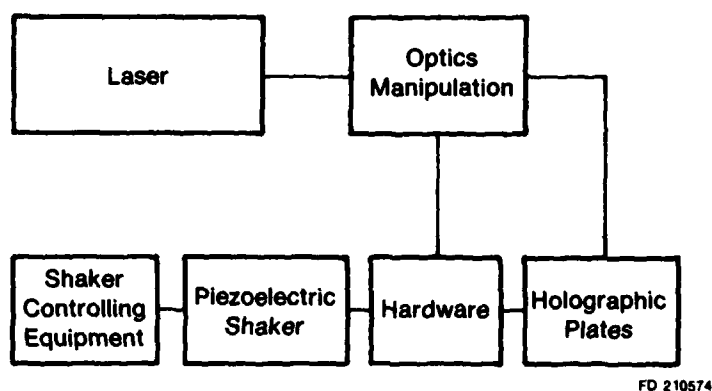 Laser
Optics
Manipulation
Shaker
Controlling
Equipment
Piezoelectric
Shaker
Hardware
Holographic
Plates
FD 210574